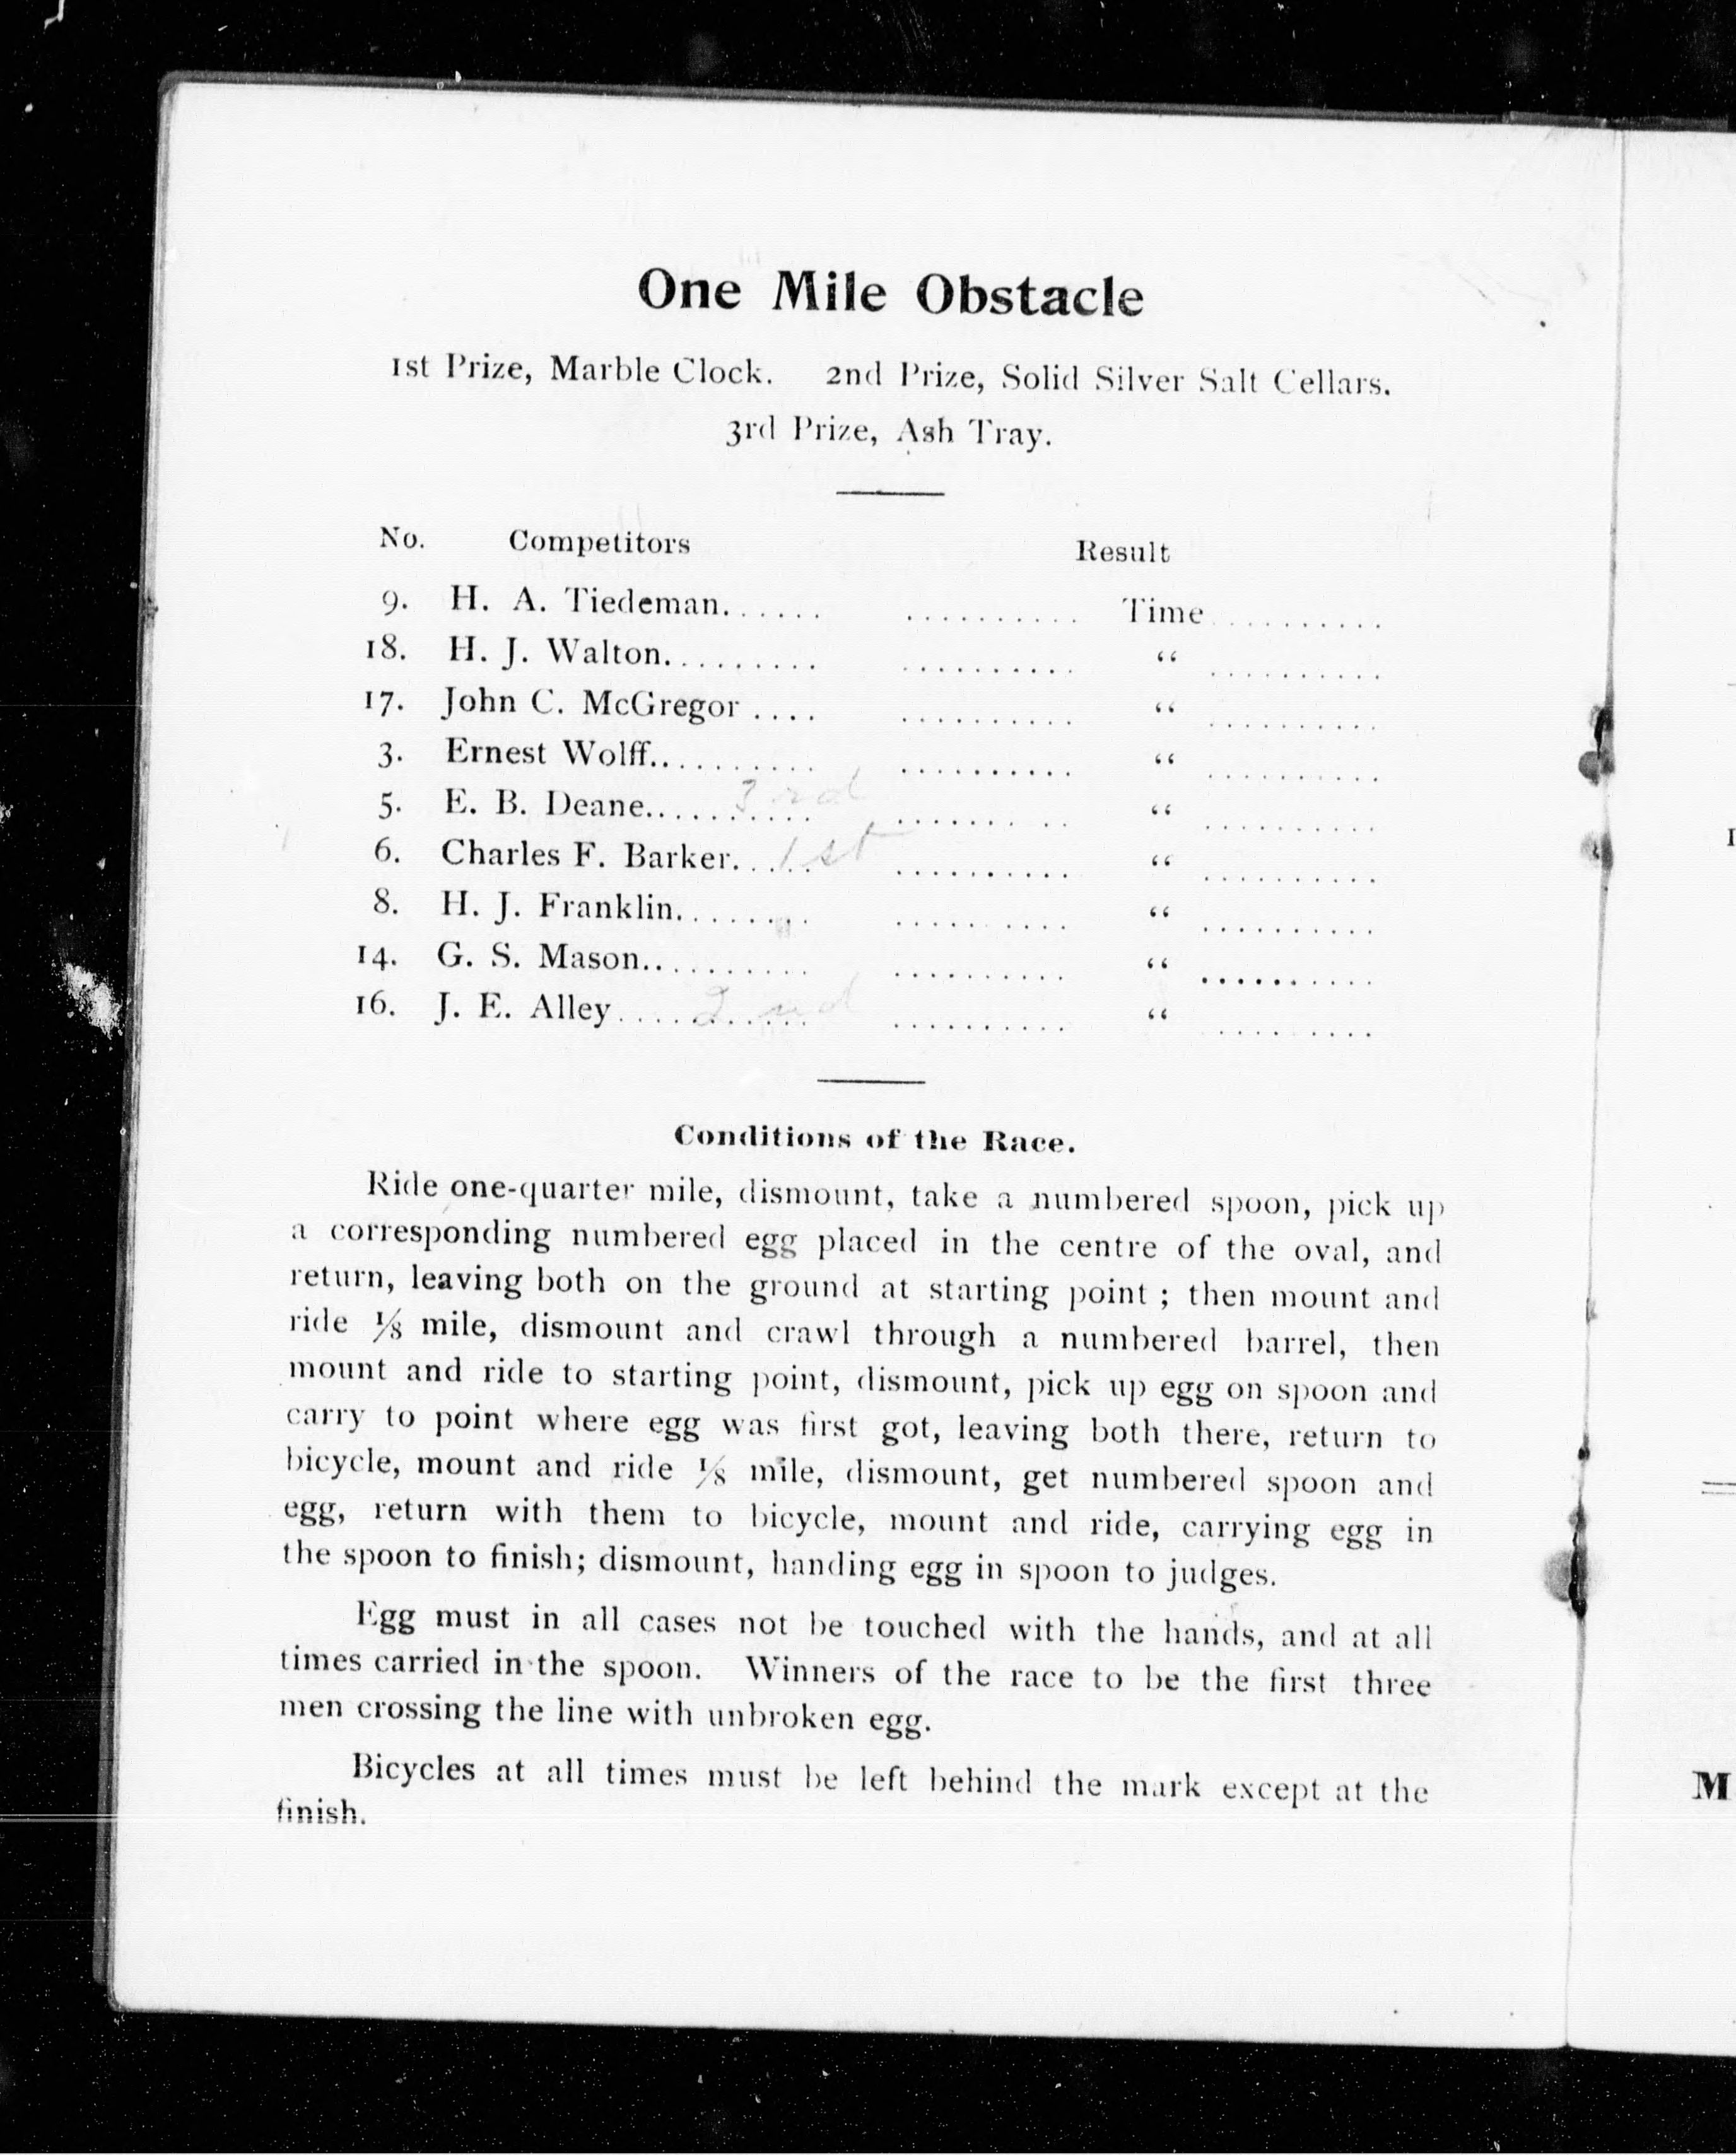 One Mile Obstacle
1st Prize, Marble Clock. 2nd Prize, Solid Silver Salt Cellars.
3rd Prize, Ash Tray.
No. Competitors Result
9. H. A. Tiedeman...... .......... Time..........
18. H. J. Walton......... .......... “ ..........
17. John C. McGregor .... .......... “ ..........
3. Ernest Wolff.......... .......... “ ..........
5. E. B. Deane.......... 3rd .......... “ ..........
6. Charles F. Barker..... 1st .......... “ ..........
8. H. J. Franklin........ .......... “ ..........
14. G. S. Mason.......... .......... “ ..........
16. J. E. Alley........... 2nd .......... “ .........
Conditions of the Race.
Ride one-quarter mile, dismount, take a numbered spoon, pick up
a corresponding numbered egg placed in the centre of the oval, and
return, leaving both on the ground at starting point ; then mount and
ride ⅛ mile, dismount and crawl through a numbered barrel, then
mount and ride to starting point, dismount, pick up egg on spoon and
carry to point where egg was first got, leaving both there, return to
bicycle, mount and ride ⅛ mile, dismount, get numbered spoon and
egg, return with them to bicycle, mount and ride, carrying egg in
the spoon to finish; dismount, handing egg in spoon to judges.
Egg must in all cases not be touched with the hands, and at all
times carried in the spoon. Winners of the race to be the first three
men crossing the line with unbroken egg.
Bicycles at all times must be left behind the mark except at the
finish.
M